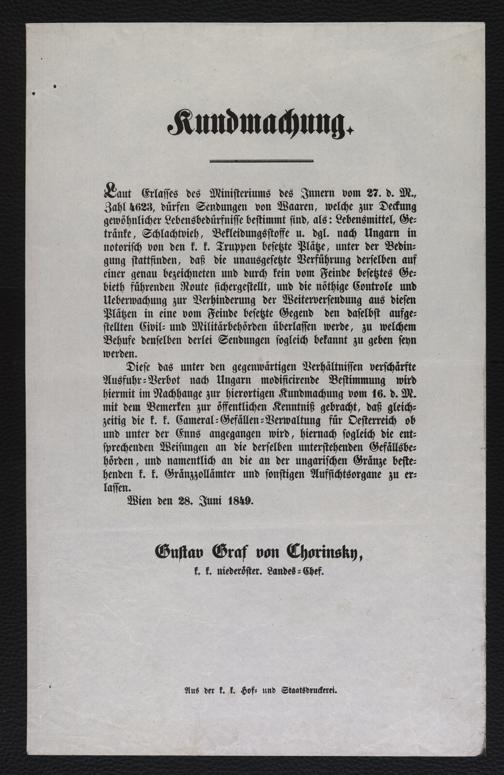 Kundmachung.
Laut Erlasses des Ministeriums des Innern vom 27. d. M.,
Zahl 4623, dürfen Sendungen von Waaren, welche zur Deckung
gewöhnlicher Lebensbedürfnisse bestimmt sind, als: Lebensmittel, Ge-
tränke, Schlachtvieh, Bekleidungsstoffe u. dgl. nach Ungarn in
notorisch von den k. k. Truppen besetzte Plätze, unter der Bedin-
gung stattfinden, daß die unausgesetzte Verführung derselben auf
einer genau bezeichneten und durch kein vom Feinde besetztes Ge-
bieth führenden Route sichergestellt, und die nöthige Controle und
Ueberwachung zur Verhinderung der Weiterversendung aus diesen
Plätzen in eine vom Feinde besetzte Gegend den daselbst aufge-
stellten Civil- und Militärbehörden überlassen werde, zu welchem
Behufe denselben derlei Sendungen sogleich bekannt zu geben seyn
werden.
Diese das unter den gegenwärtigen Verhältnissen verschärfte
Ausfuhr-Verbot nach Ungarn modificirende Bestimmung wird
hiermit im Nachhange zur hierortigen Kundmachung vom 16. d. M.
mit dem Bemerken zur öffentlichen Kenntniß gebracht, daß gleich-
zeitig die k. k. Cameral-Gefällen-Verwaltung für Oesterreich ob
und unter der Enns angegangen wird, hiernach sogleich die ent-
sprechenden Weisungen an die derselben unterstehenden Gefällsbe-
hörden, und namentlich an die an der ungarischen Gränze beste-
henden k. k. Gränzzollämter und sonstigen Aufsichtsorgane zu er-
lassen.
Wien den 28. Juni 1849.
Gustav Graf von Chorinsky,
k. k. niederöster. Landes-Chef.
Aus der k. k. Hof- und Staatsdruckerei.